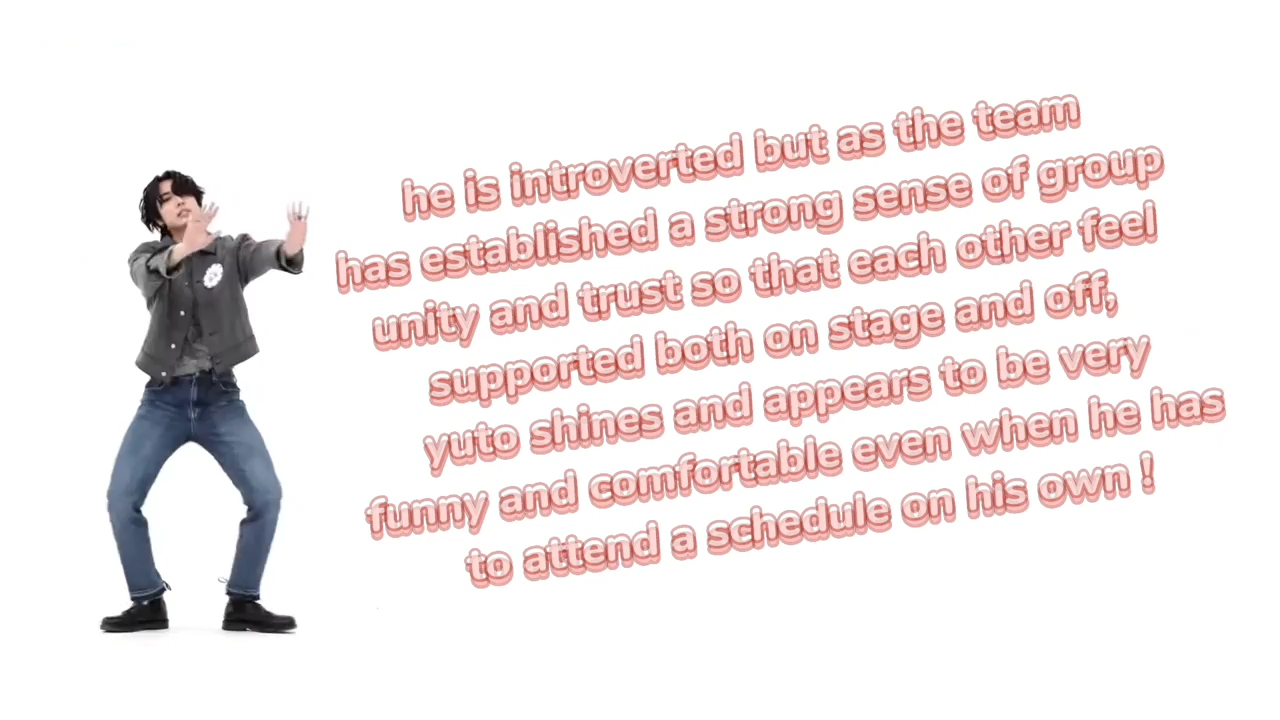 he is introverted but as the team
has established a strong sense of group
unity and trust so that each other feel
supported both on stage and off,
yuto shines and appears to be very
funny and comfortable even when he has
to attend a schedule on his own !